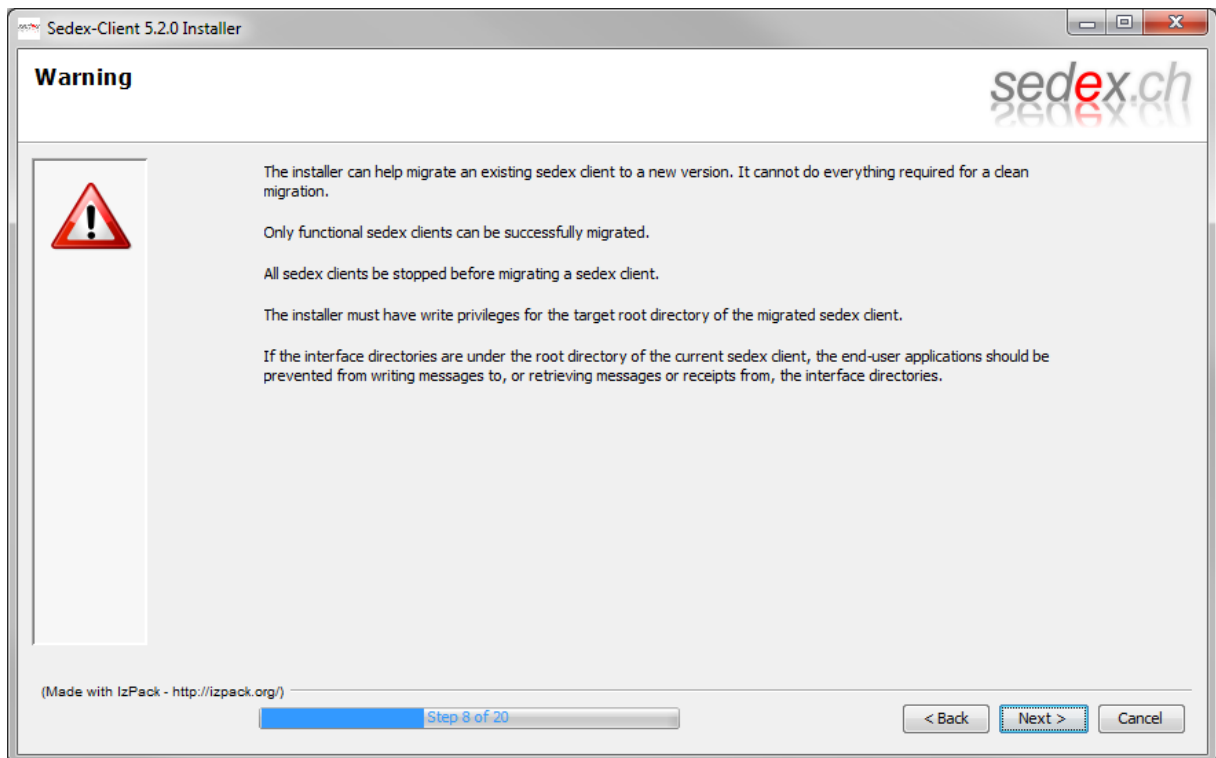 Sedex-Client 5.2.0 Installer
Warning
sedex.ch
The installer can help migrate an existing sedex client to a new version. It cannot do everything required for a clean
migration.
Only functional sedex clients can be successfully migrated.
All sedex clients be stopped before migrating a sedex client.
The installer must have write privileges for the target root directory of the migrated sedex client.
If the interface directories are under the root directory of the current sedex client, the end-user applications should be
prevented from writing messages to, or retrieving messages or receipts from, the interface directories.
(Made with IzPack - http://izpack.org/)
Step 8 of 20
< Back
Next >
Cancel